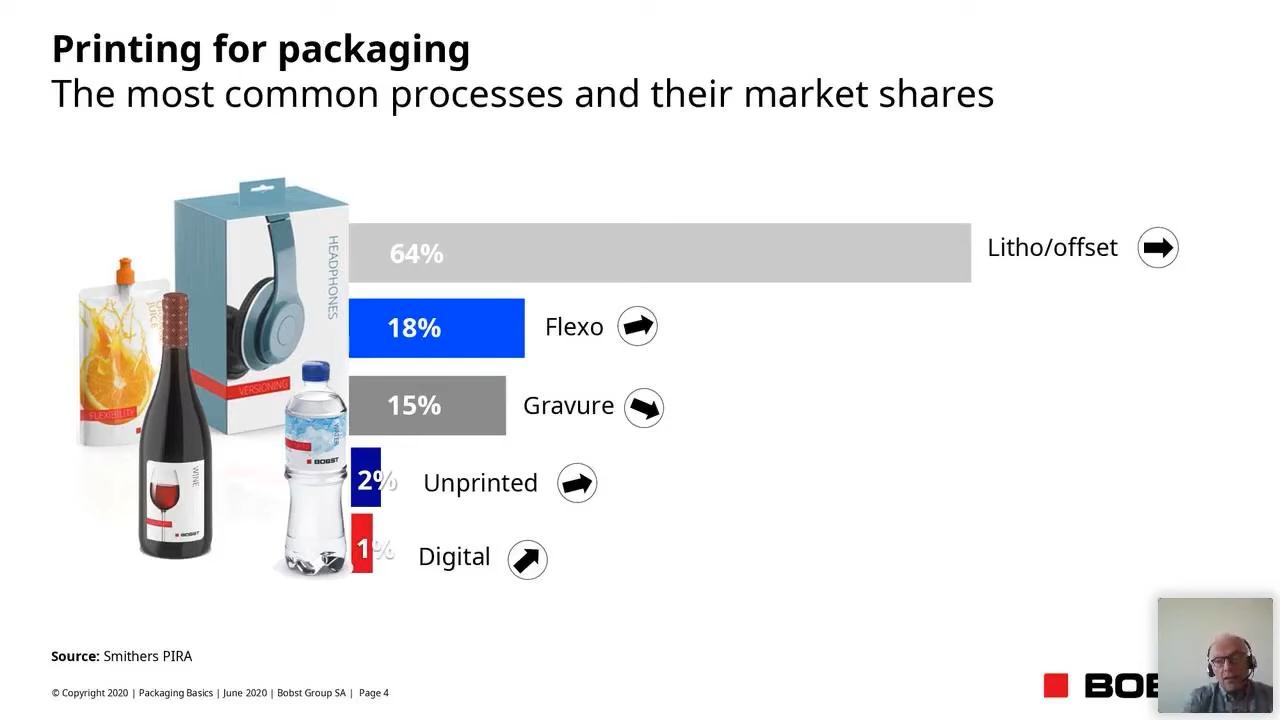 Printing for packaging
The most common processes and their market shares
HEADPHONES
JUICE
VERSIONING
FLEXIBILITY
WINE
BOBST
WATER
BOBST
64%
Litho/offset
18%
Flexo
15%
Gravure
2%
Unprinted
1%
Digital
Source: Smithers PIRA
© Copyright 2020 | Packaging Basics | June 2020 | Bobst Group SA | Page 4
BOB